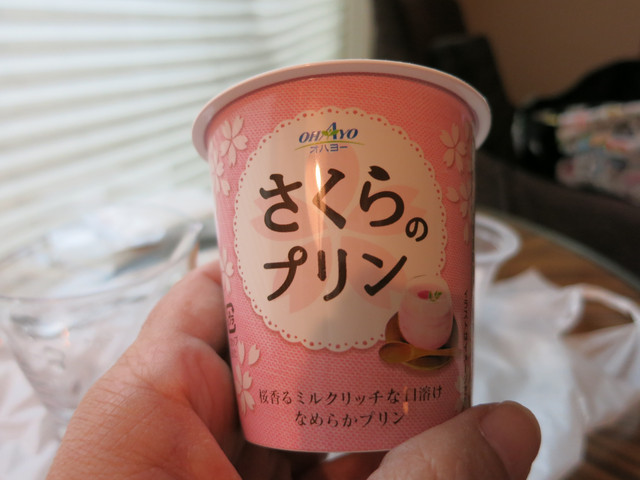 OHAYO
オハヨー
さくらの
プリン
桜香るミルクリッチな口溶け
なめらかプリン